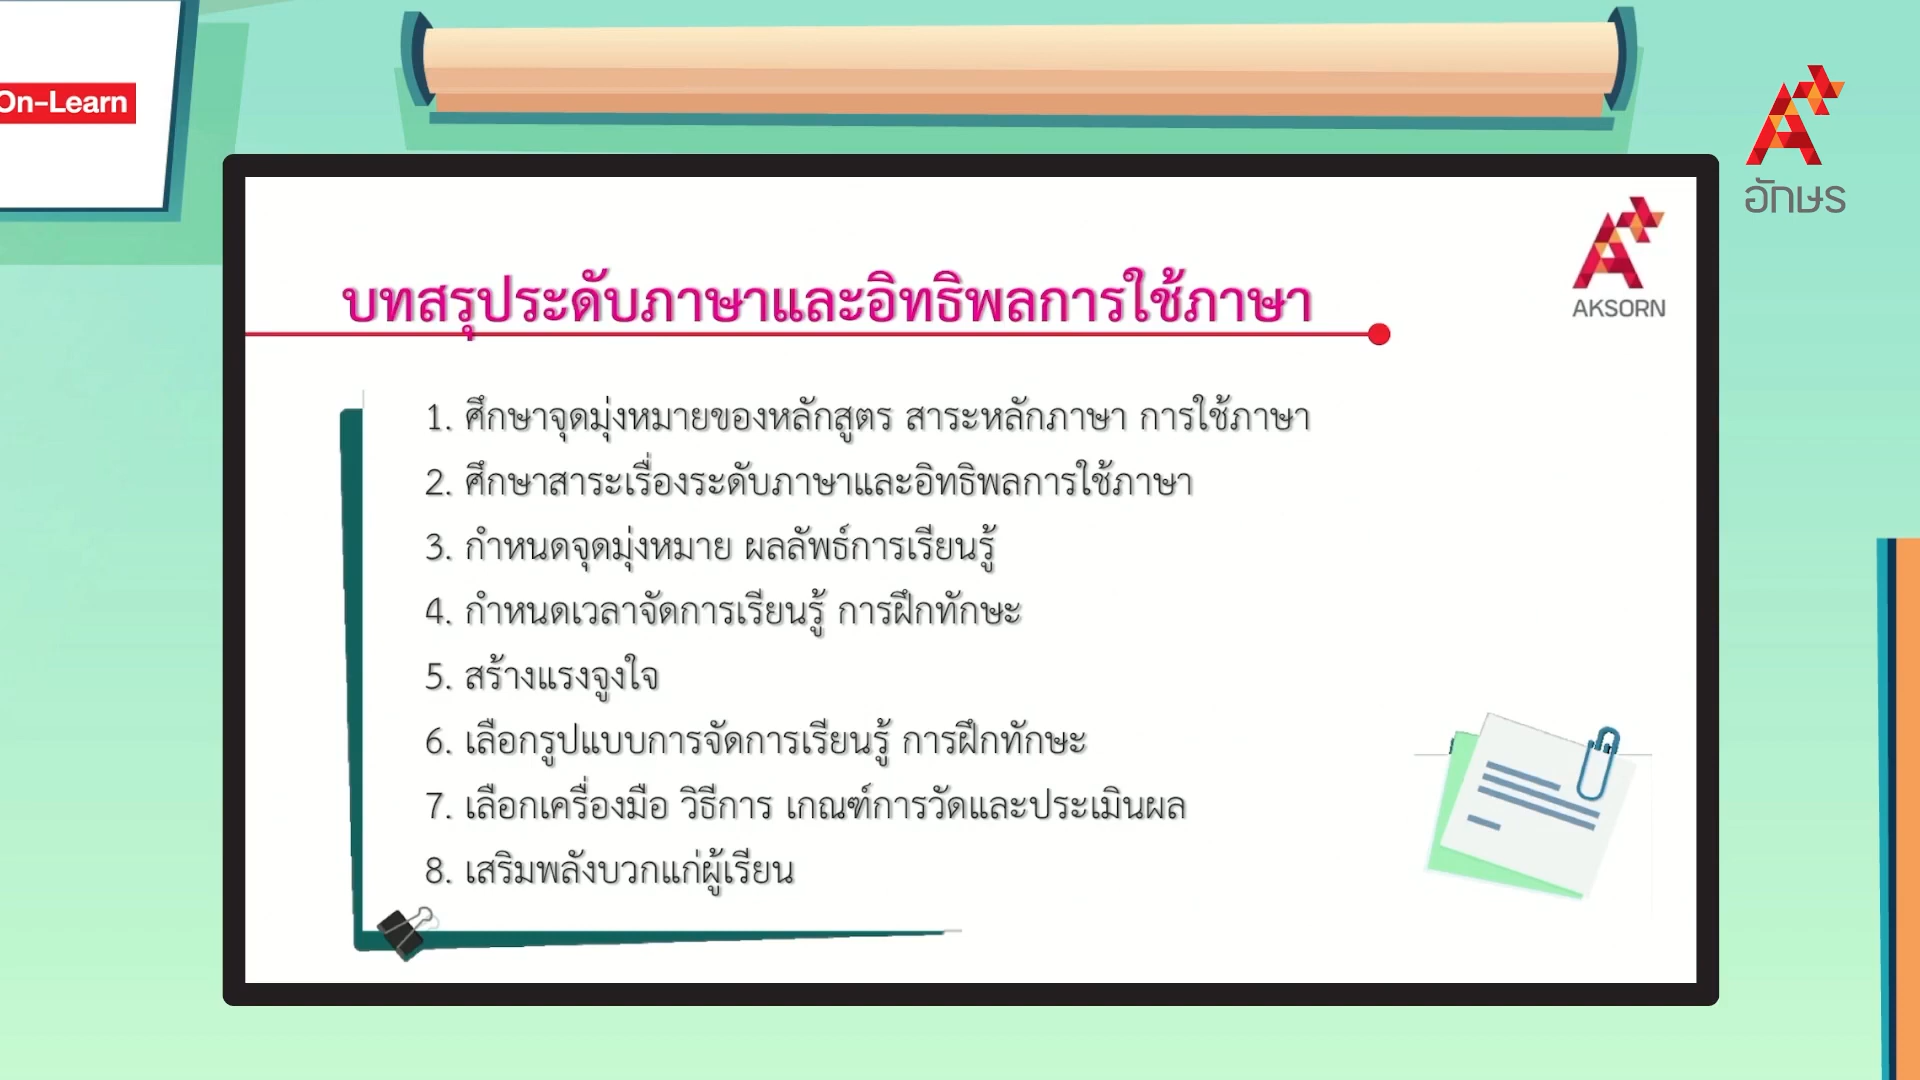 On-Learn
อักษร
AKSORN
บทสรุประดับภาษาและอิทธิพลการใช้ภาษา
1. ศึกษาจุดมุ่งหมายของหลักสูตร สาระหลักภาษา การใช้ภาษา
2. ศึกษาสาระเรื่องระดับภาษาและอิทธิพลการใช้ภาษา
3. กำหนดจุดมุ่งหมาย ผลลัพธ์การเรียนรู้
4. กำหนดเวลาจัดการเรียนรู้ การฝึกทักษะ
5. สร้างแรงจูงใจ
6. เลือกรูปแบบการจัดการเรียนรู้ การฝึกทักษะ
7. เลือกเครื่องมือ วิธีการ เกณฑ์การวัดและประเมินผล
8. เสริมพลังบวกแก่ผู้เรียน